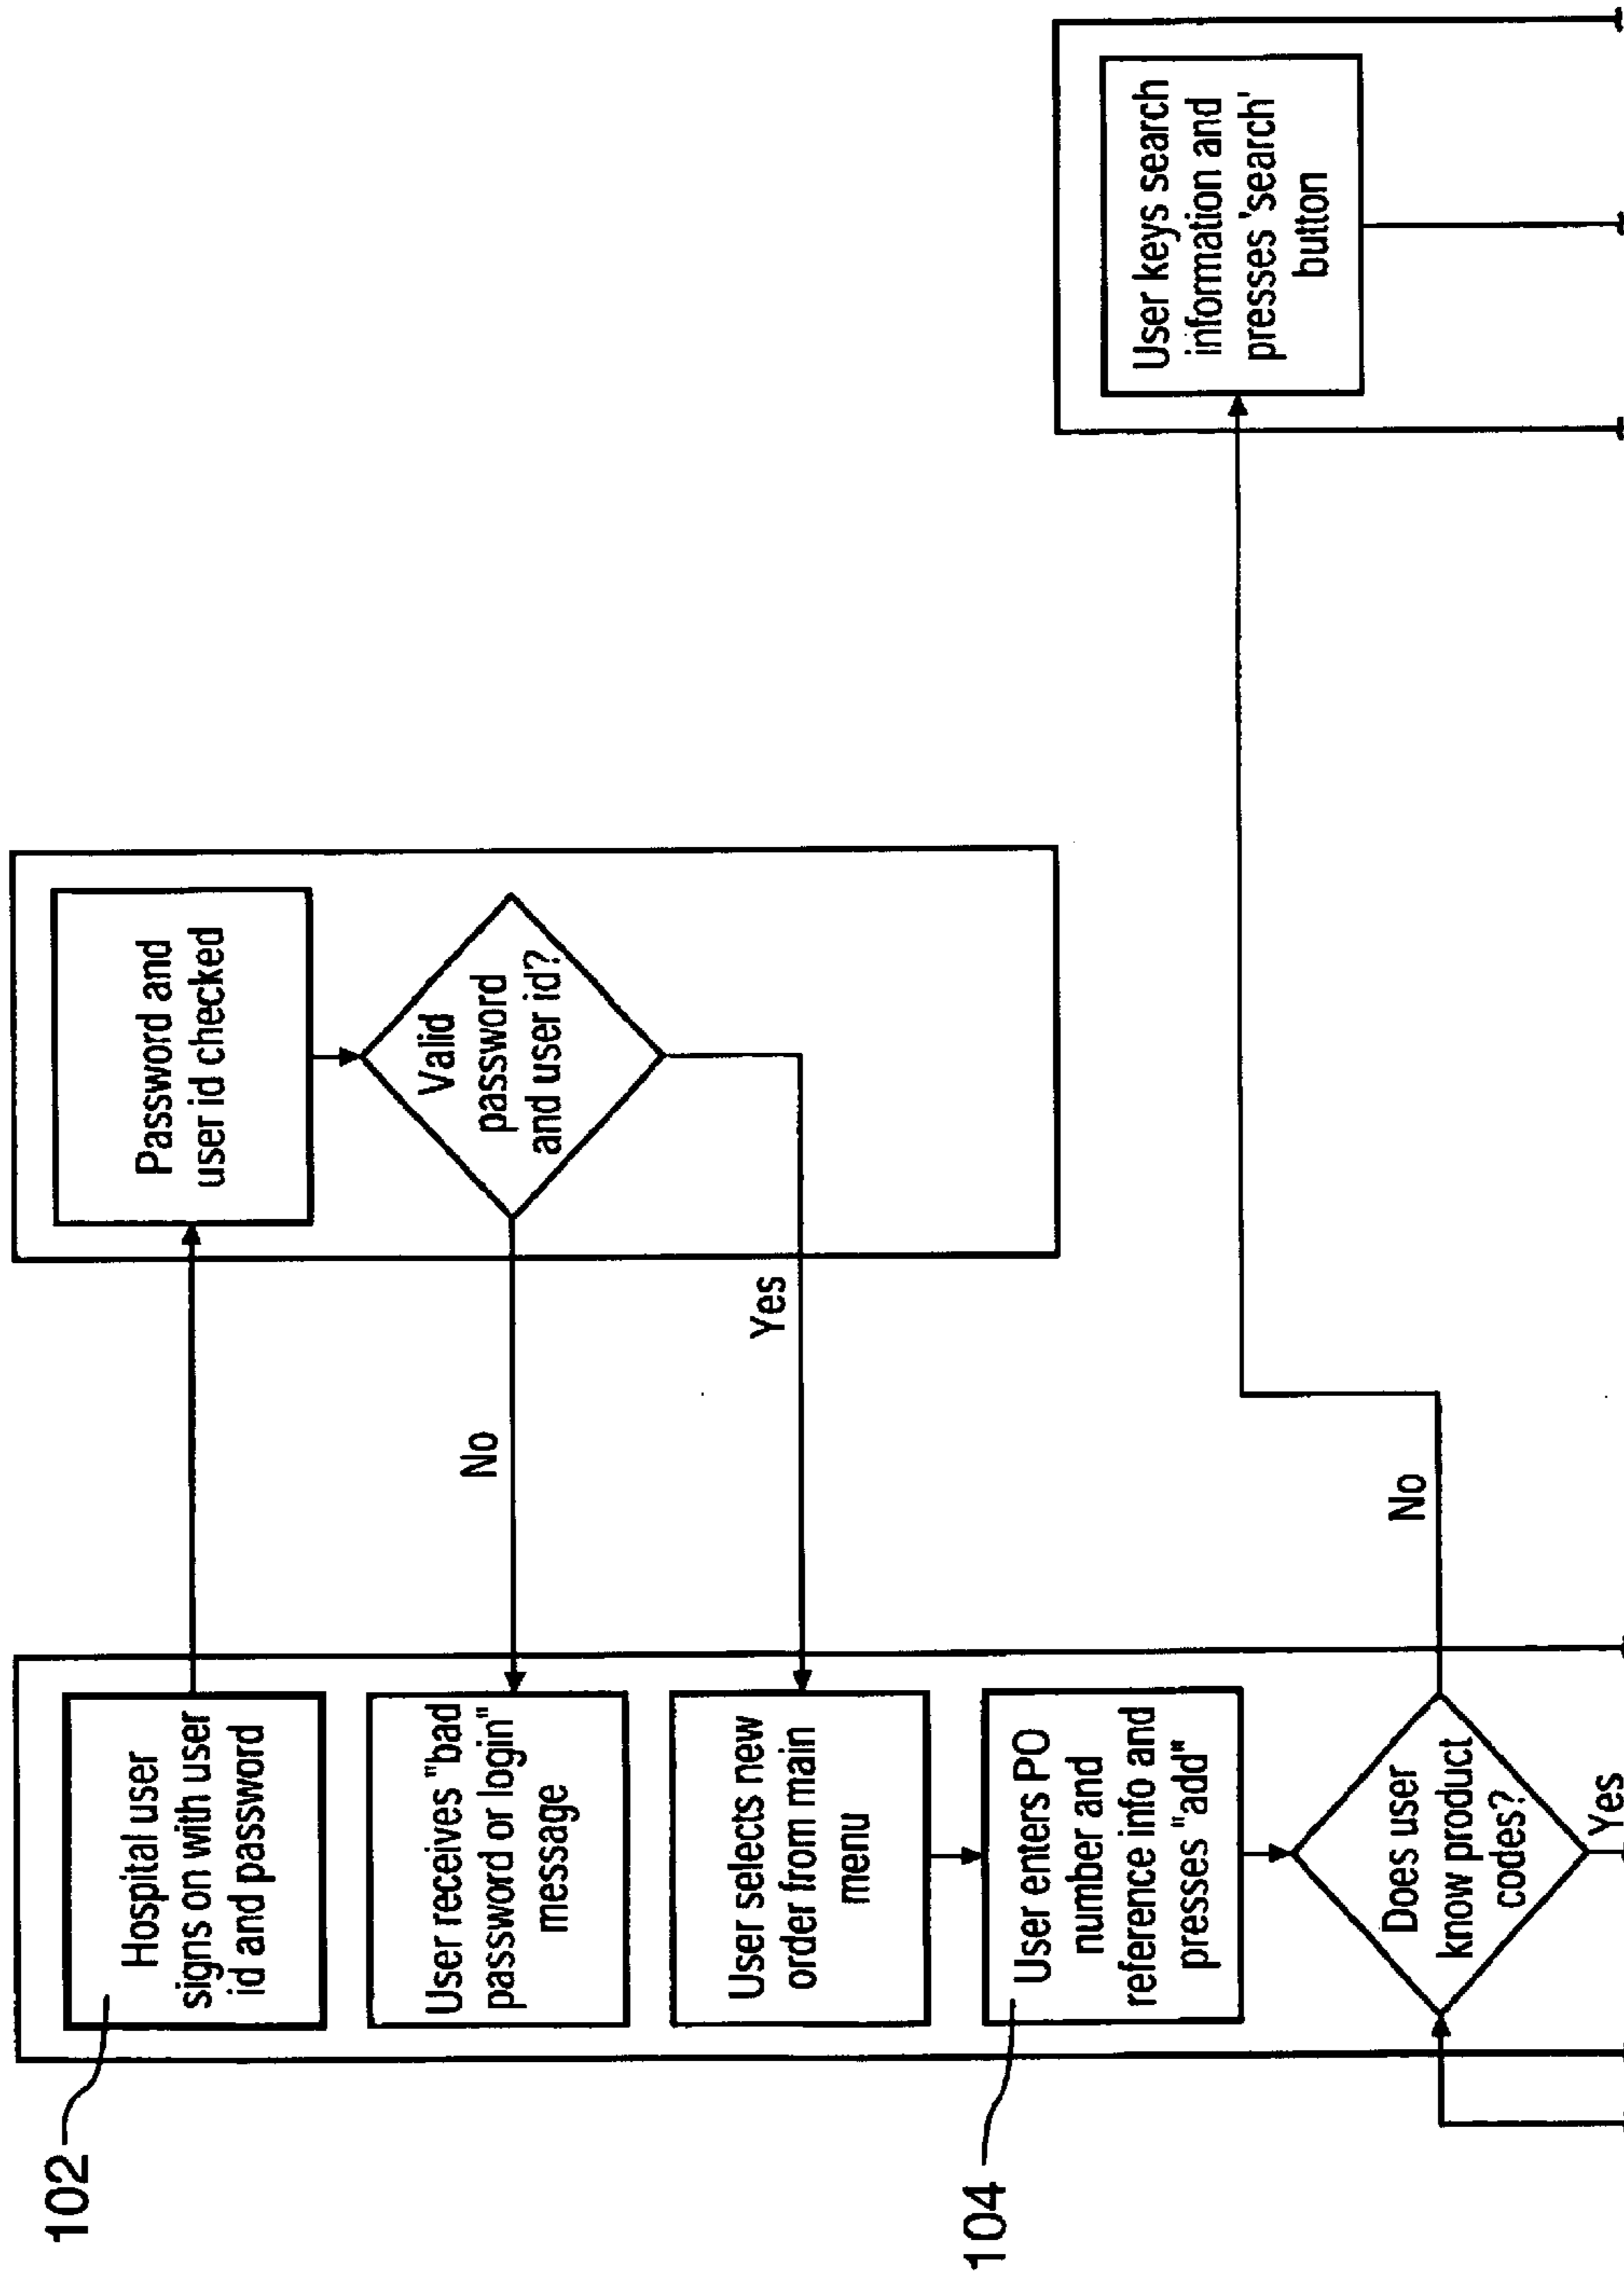 102
Hospital user
signs on with user
id and password
Password and
user id checked
User receives "bad
password or login"
message
No
Valid
password
and user id?
User selects new
order from main
menu
Yes
104
User enters PO
number and
reference info and
presses "add"
Does user
know product
codes?
No
Yes
User keys search
information and
presses 'search'
button